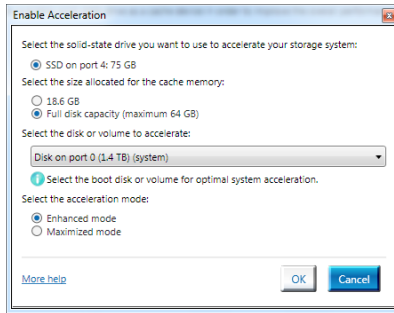 Enable Acceleration
Select the solid-state drive you want to use to accelerate your storage system:
SSD on port 4: 75 GB
Select the size allocated for the cache memory:
18.6 GB
Full disk capacity (maximum 64 GB)
Select the disk or volume to accelerate:
Disk on port 0 (1.4 TB) (system)
Select the boot disk or volume for optimal system acceleration.
Select the acceleration mode:
Enhanced mode
Maximized mode
More help
OK
Cancel